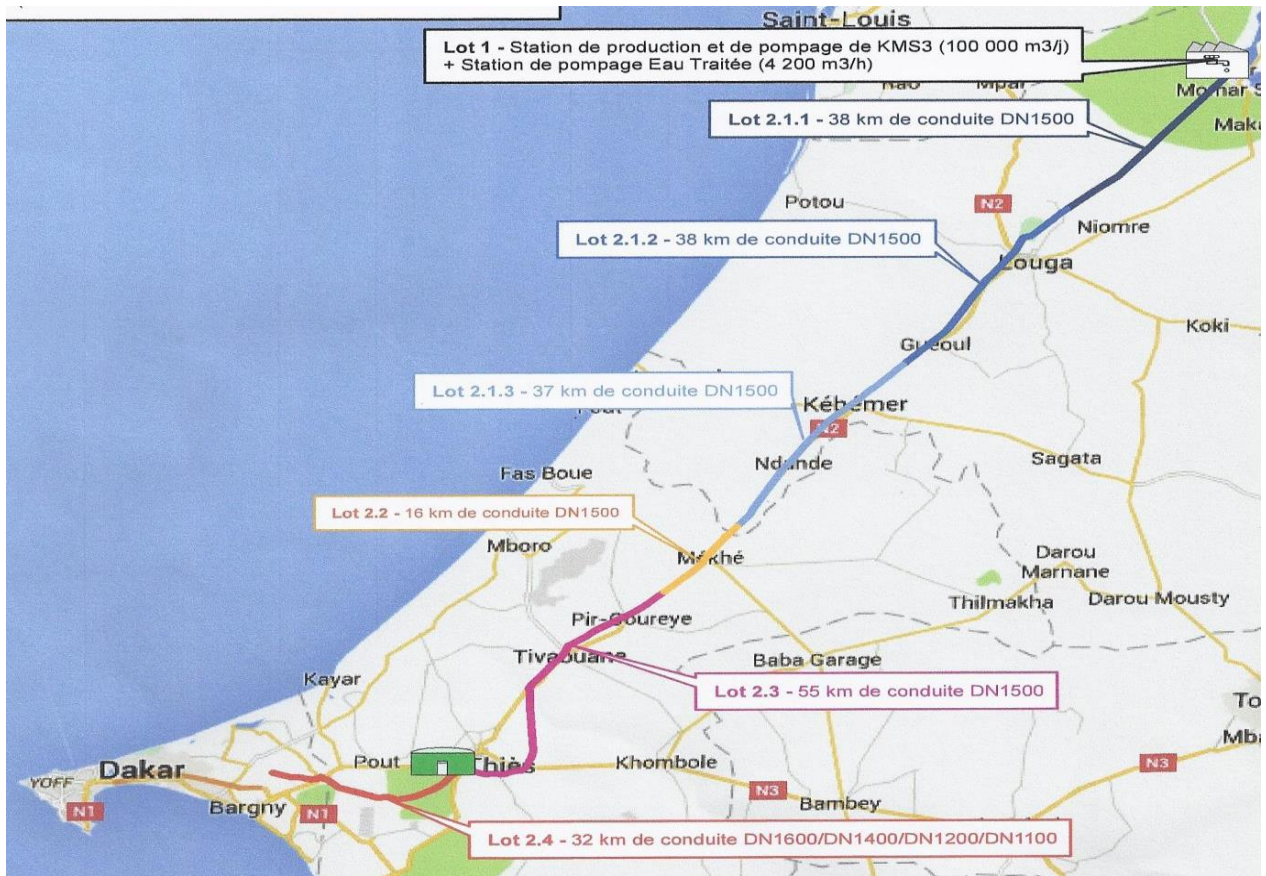 Saint-Louis
Lot 1 - Station de production et de pompage de KMS3 (100 000 m3/j)
+ Station de pompage Eau Traitée (4 200 m3/h)
Lot 2.1.1 - 38 km de conduite DN1500
Potou
N2
Niomre
Lot 2.1.2 - 38 km de conduite DN1500
Louga
Koki
Gueoul
Lot 2.1.3 - 37 km de conduite DN1500
Kébémer
N2
Ndande
Sagata
Fas Boue
Lot 2.2 - 16 km de conduite DN1500
Mboro
Mékhé
Darou
Marnane
Thilmakha
Darou Mousty
Pir-Goureye
Tivaouana
Baba Garage
Kayar
Lot 2.3 - 55 km de conduite DN1500
Dakar
Pout
Thiès
Khombole
N3
YOFF
N1
Bargny
N1
N3
Bambey
Lot 2.4 - 32 km de conduite DN1600/DN1400/DN1200/DN1100